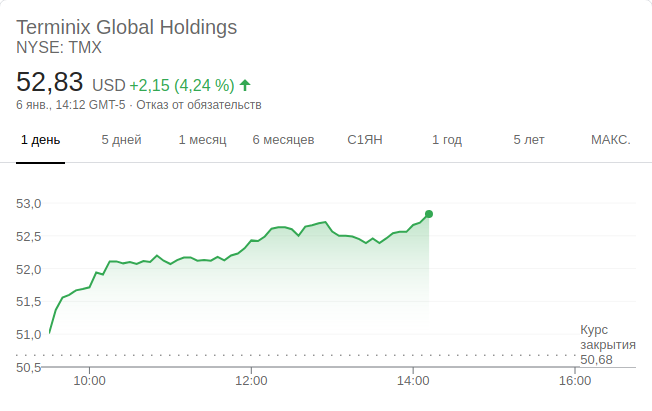 Terminix Global Holdings
NYSE: TMX
52,83 USD +2,15 (4,24 %)
6 янв., 14:12 GMT-5 · Отказ от обязательств
1 день 5 дней 1 месяц 6 месяцев С1ЯН 1 год 5 лет МАКС.
53,0
52,5
52,0
51,5
51,0
Курс
закрытия
50,68
50,5
10:00 12:00 14:00 16:00